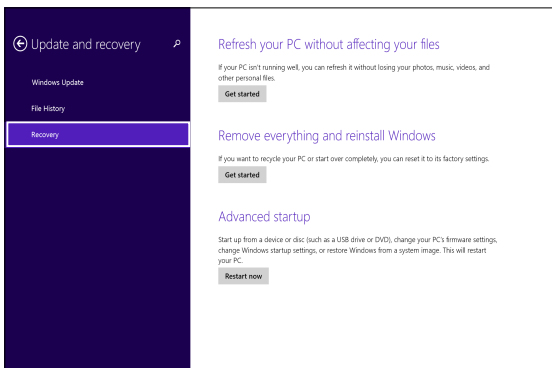 Update and recovery
Windows Update
File History
Recovery
Refresh your PC without affecting your files
If your PC isn't running well, you can refresh it without losing your photos, music, videos, and
other personal files.
Get started
Remove everything and reinstall Windows
If you want to recycle your PC or start over completely, you can reset it to its factory settings.
Get started
Advanced startup
Start up from a device or disc (such as a USB drive or DVD), change your PC's firmware settings,
change Windows startup settings, or restore Windows from a system image. This will restart
your PC.
Restart now